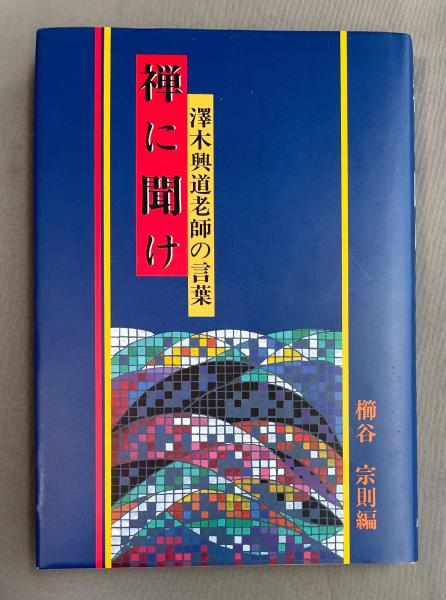 禅に聞け
澤木興道老師の言葉
櫛谷 宗則編